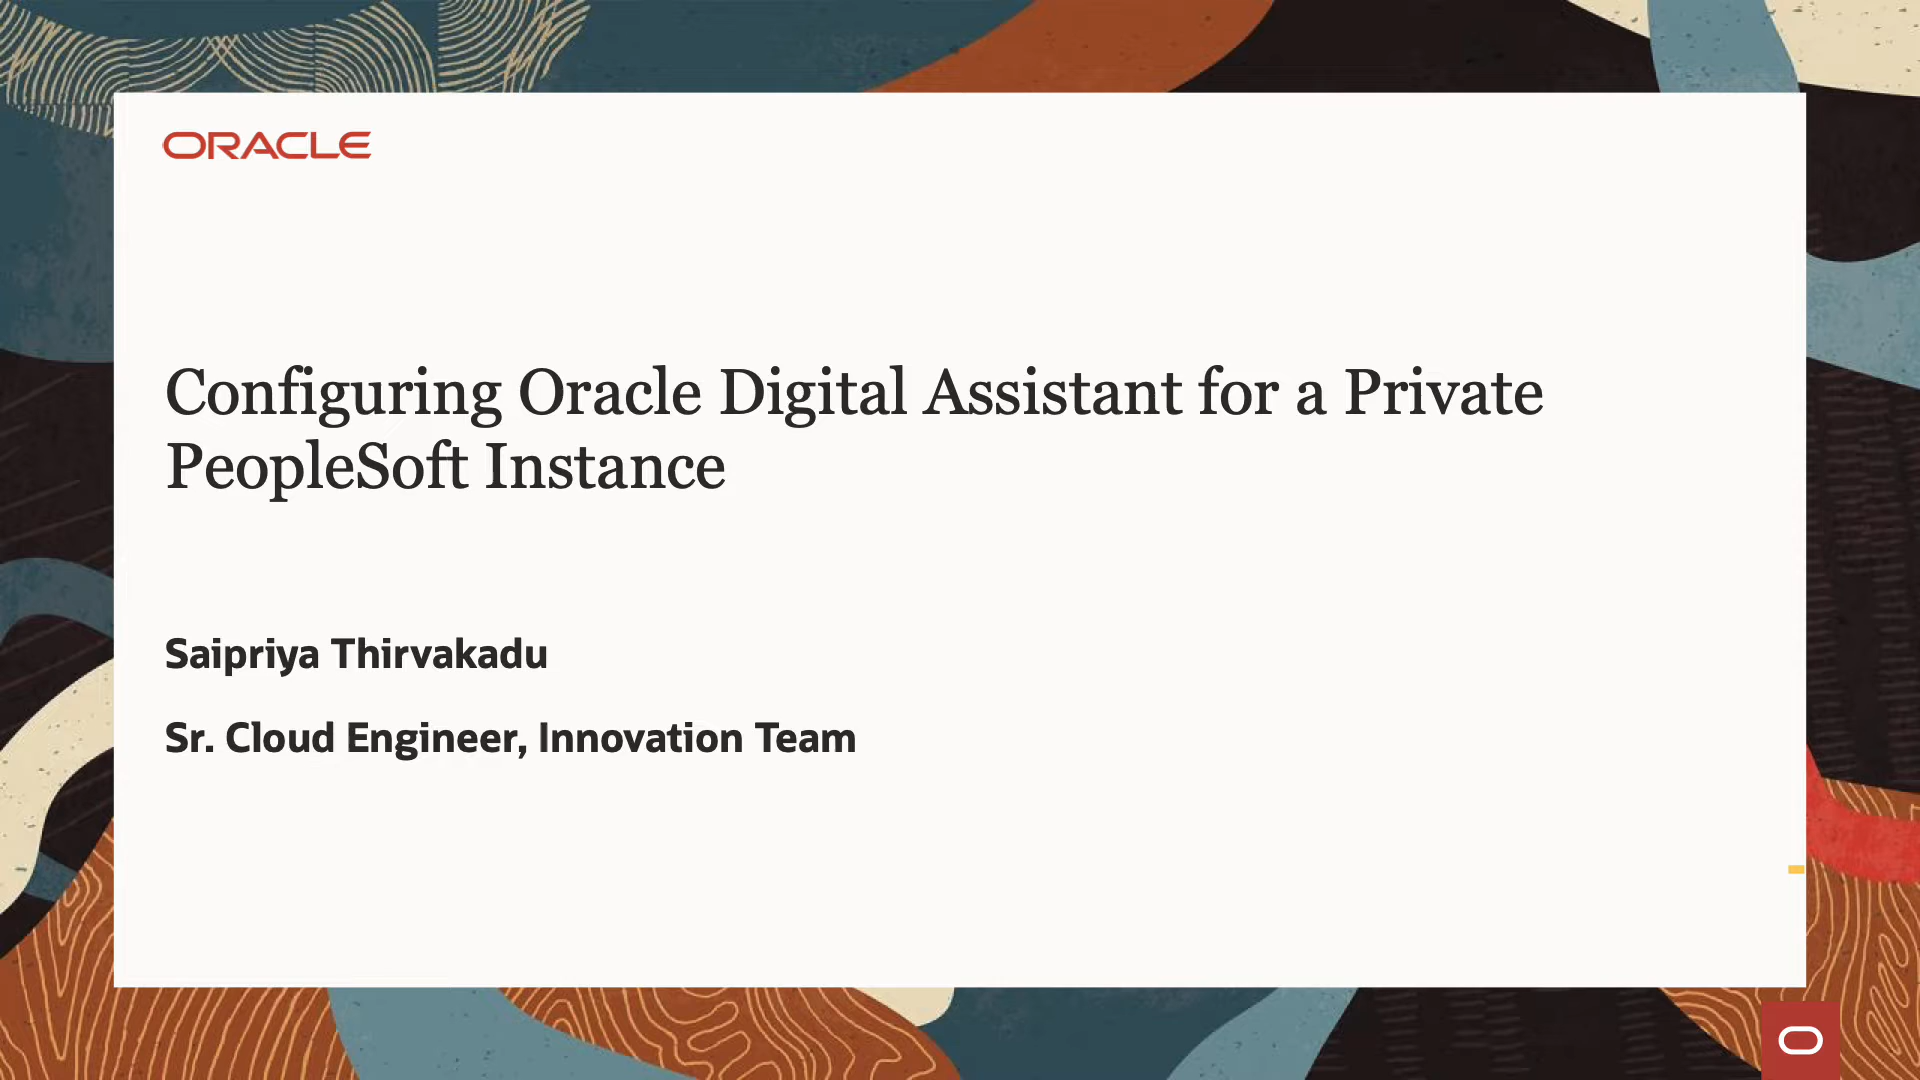 ORACLE
Configuring Oracle Digital Assistant for a Private
PeopleSoft Instance
Saipriya Thirvakadu
Sr. Cloud Engineer, Innovation Team